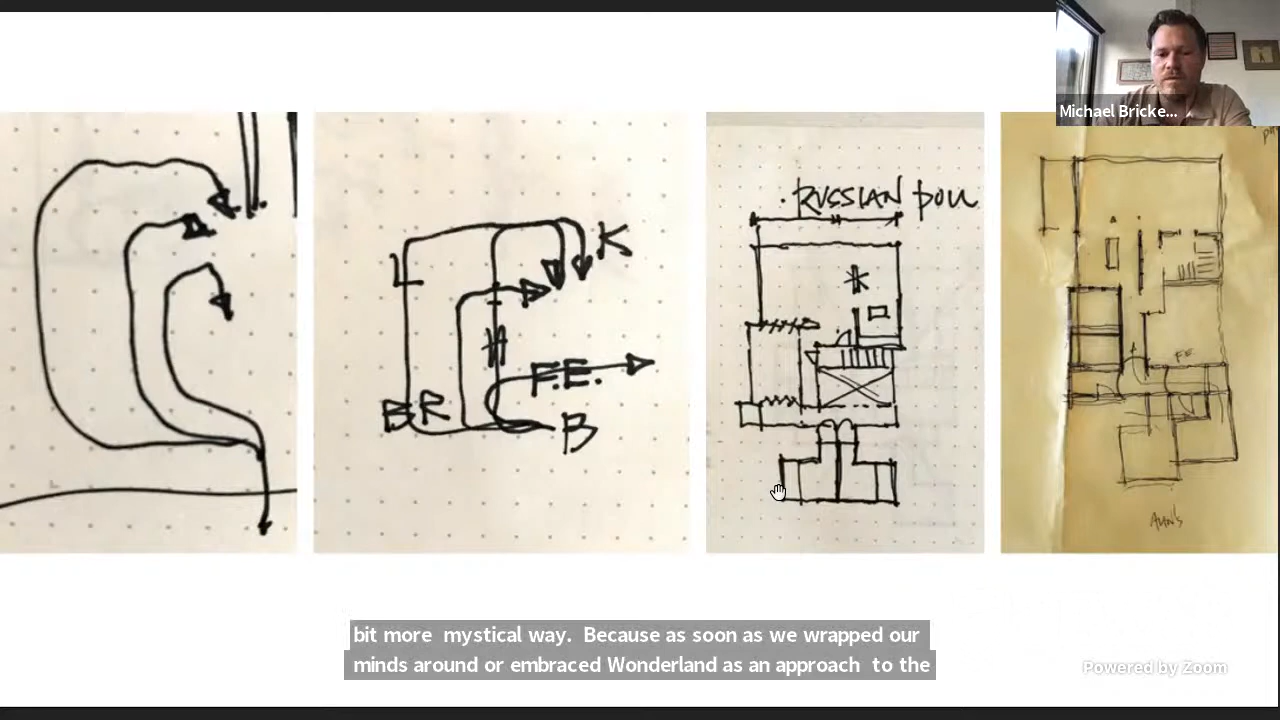 Michael Bricke...
RUSSIAN DOLL
K
L
F.E.
B R
B
F.E.
bit more mystical way. Because as soon as we wrapped our
minds around or embraced Wonderland as an approach to the
Powered by Zoom